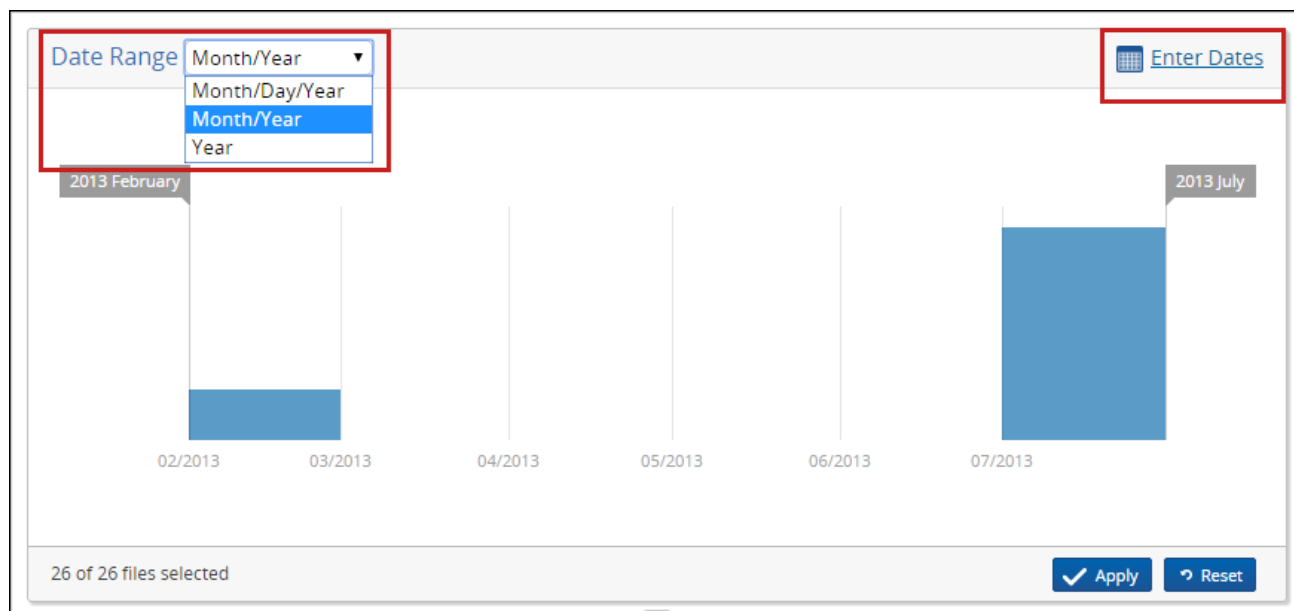 Date Range Month/Year Enter Dates
Month/Day/Year
Month/Year
Year
2013 February 2013 July
02/2013 03/2013 04/2013 05/2013 06/2013 07/2013
26 of 26 files selected Apply Reset